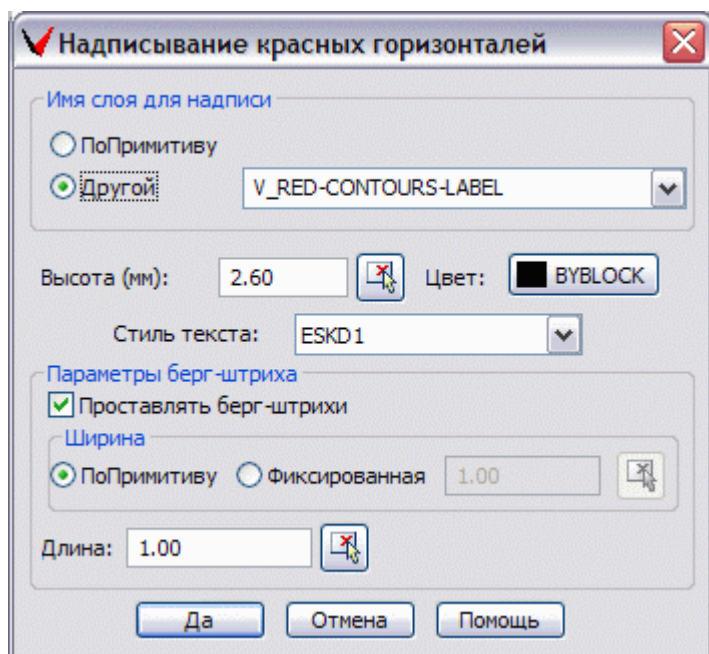 Надписывание красных горизонталей
Имя слоя для надписи
ПоПримитиву
Другой V_RED-CONTOURS-LABEL
Высота (мм): 2.60 Цвет: BYBLOCK
Стиль текста: ESKD1
Параметры берг-штриха
Проставлять берг-штрихи
Ширина
ПоПримитиву Фиксированная 1.00
Длина: 1.00
Да Отмена Помощь